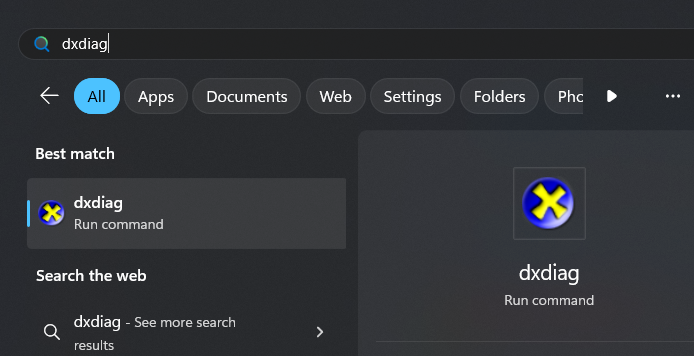 dxdiag
All Apps Documents Web Settings Folders Pho
Best match
dxdiag
Run command
dxdiag
Run command
Search the web
dxdiag - See more search
results